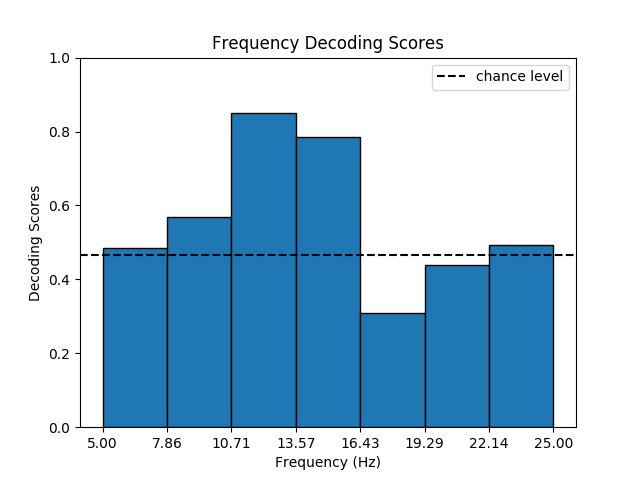 Frequency Decoding Scores
1.0
chance level
0.8
0.6
0.4
0.2
0.0
Decoding Scores
5.00 7.86 10.71 13.57 16.43 19.29 22.14 25.00
Frequency (Hz)